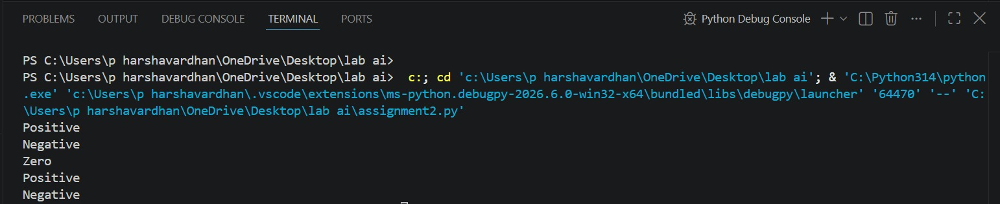 PROBLEMS OUTPUT DEBUG CONSOLE TERMINAL PORTS Python Debug Console
PS C:\Users\p harshavardhan\OneDrive\Desktop\lab ai>
PS C:\Users\p harshavardhan\OneDrive\Desktop\lab ai>  c:; cd 'c:\Users\p harshavardhan\OneDrive\Desktop\lab ai'; & 'C:\Python314\python
.exe' 'c:\Users\p harshavardhan\.vscode\extensions\ms-python.debugpy-2026.6.0-win32-x64\bundled\libs\debugpy\launcher' '64470' '--' 'C:
\Users\p harshavardhan\OneDrive\Desktop\lab ai\assignment2.py'
Positive
Negative
Zero
Positive
Negative